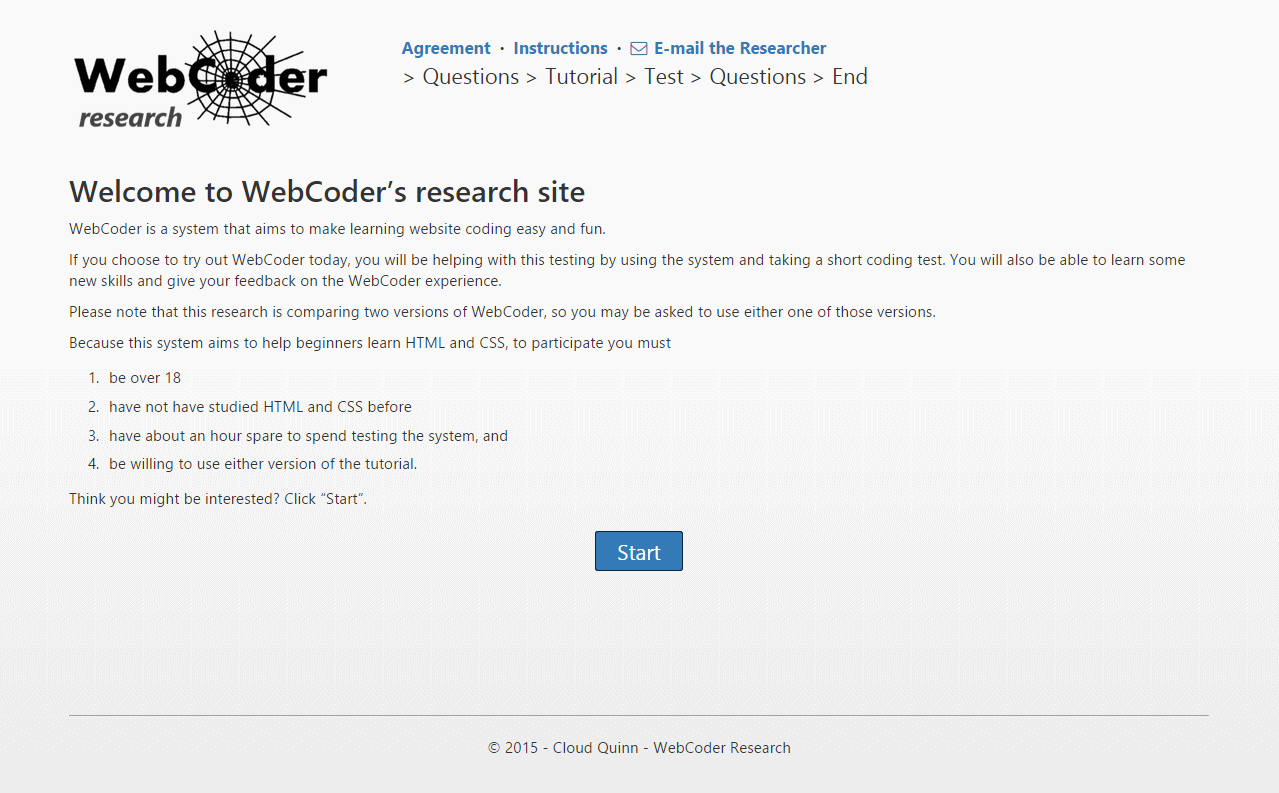 WebCoder
research
Agreement · Instructions · E-mail the Researcher
> Questions > Tutorial > Test > Questions > End
Welcome to WebCoder’s research site
WebCoder is a system that aims to make learning website coding easy and fun.
If you choose to try out WebCoder today, you will be helping with this testing by using the system and taking a short coding test. You will also be able to learn some
new skills and give your feedback on the WebCoder experience.
Please note that this research is comparing two versions of WebCoder, so you may be asked to use either one of those versions.
Because this system aims to help beginners learn HTML and CSS, to participate you must
1. be over 18
2. have not have studied HTML and CSS before
3. have about an hour spare to spend testing the system, and
4. be willing to use either version of the tutorial.
Think you might be interested? Click “Start”.
Start
© 2015 - Cloud Quinn - WebCoder Research